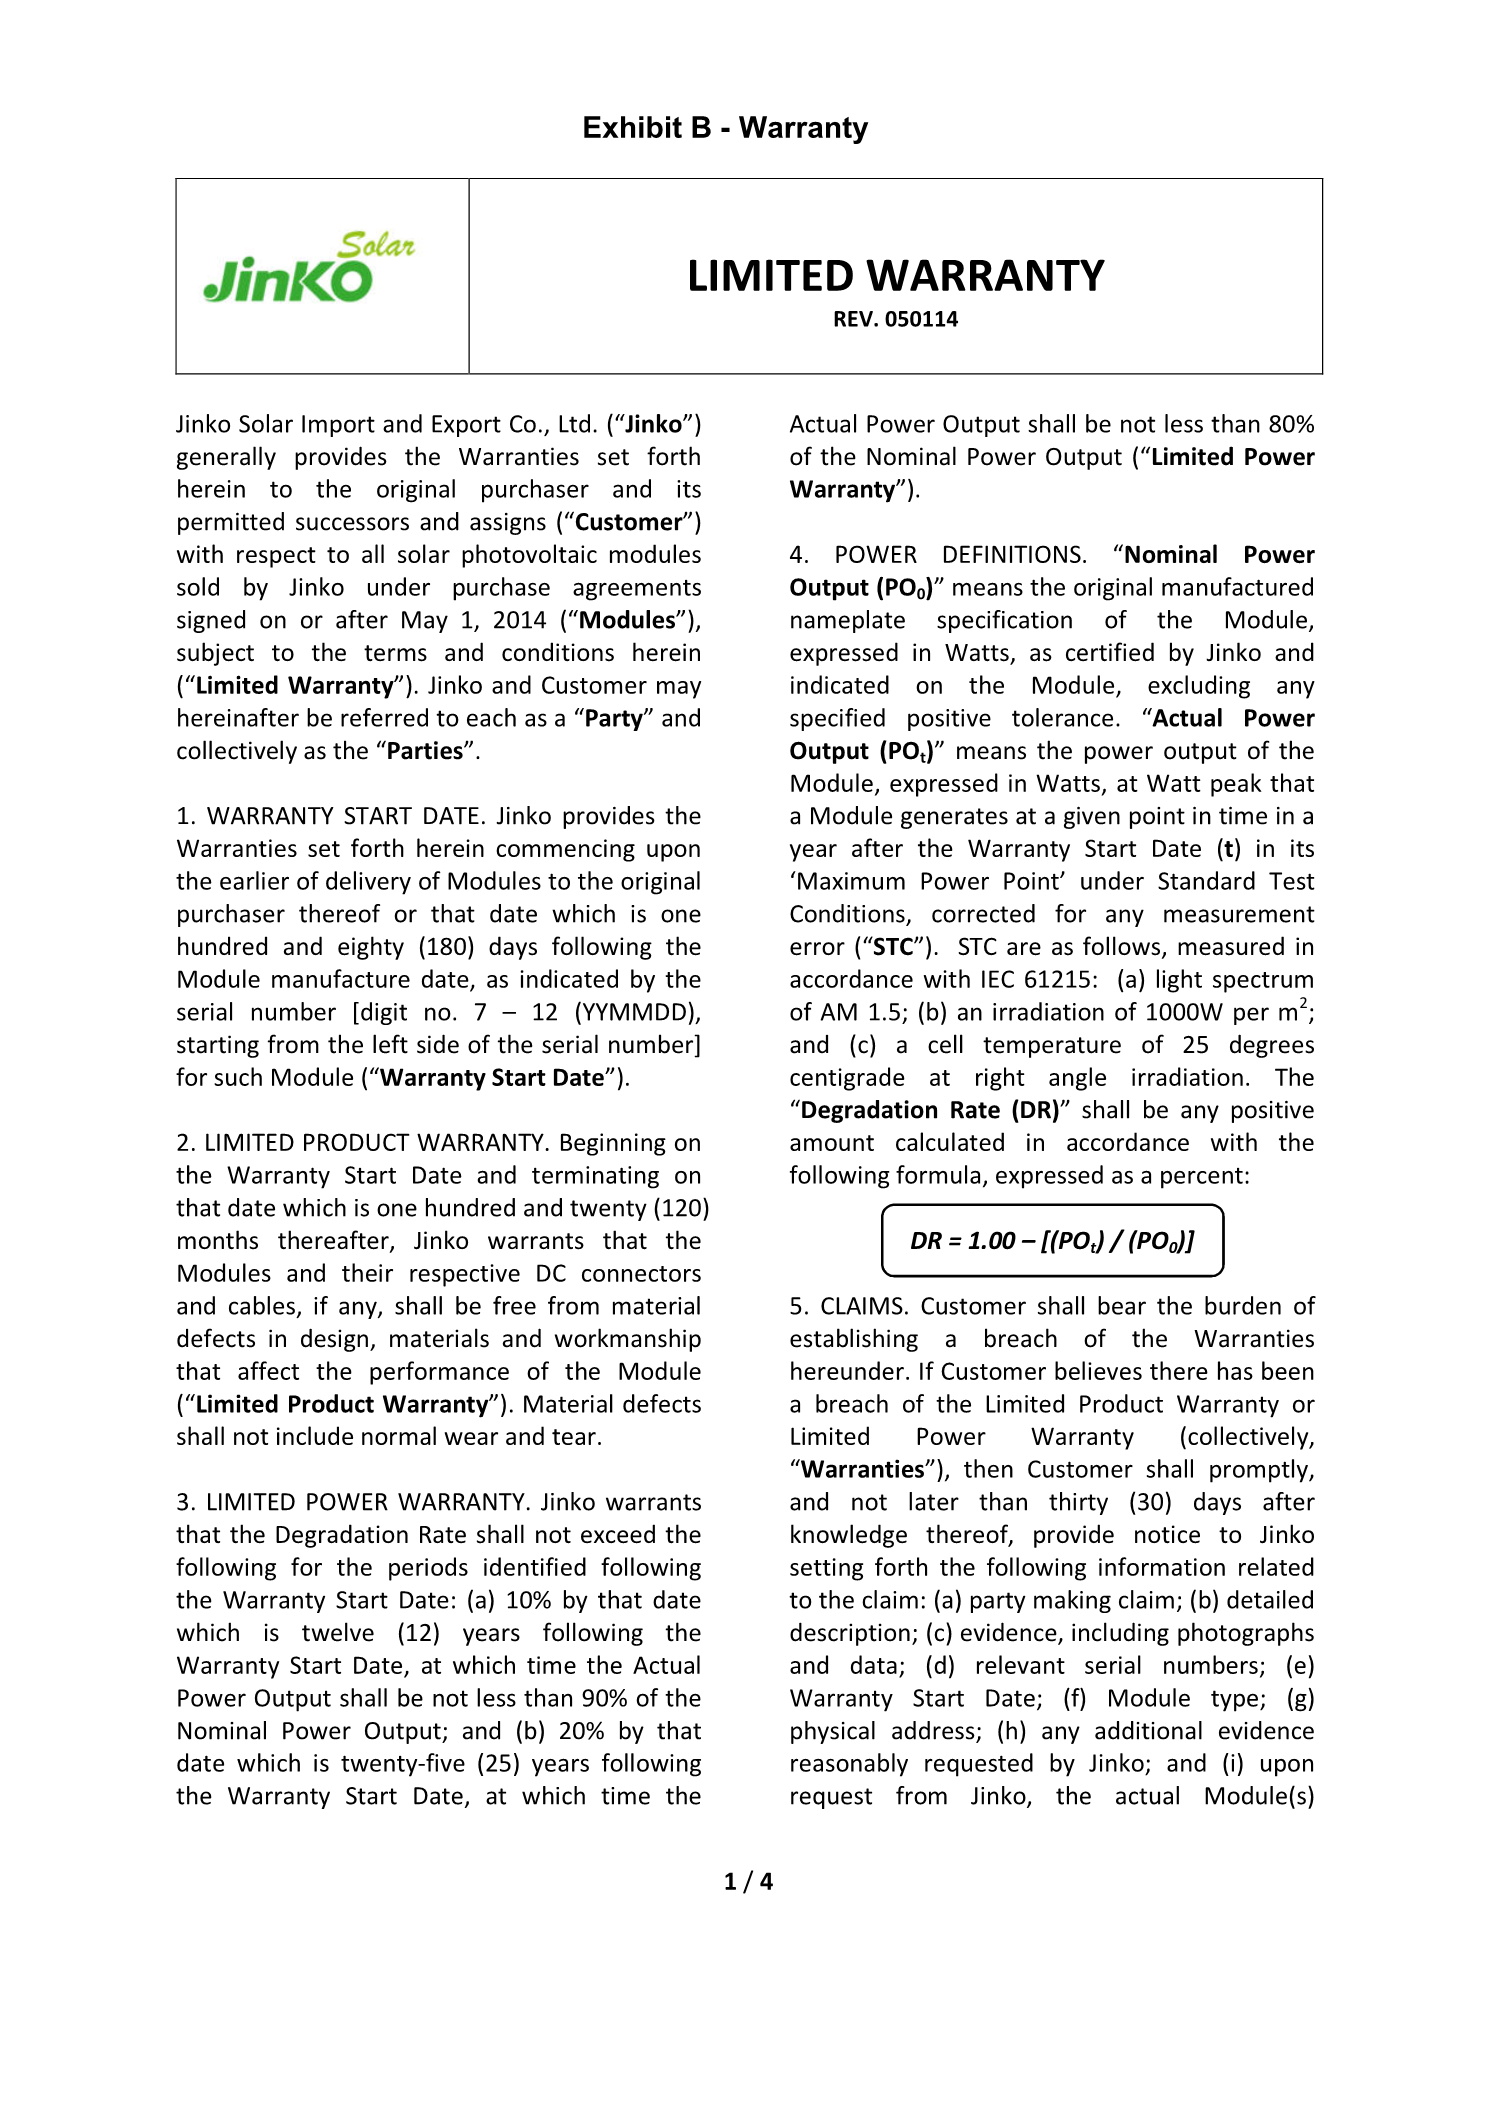 Exhibit B - Warranty
JinKO Solar
LIMITED WARRANTY
REV. 050114
Jinko Solar Import and Export Co., Ltd. (“Jinko”)
generally provides the Warranties set forth
herein to the original purchaser and its
permitted successors and assigns (“Customer”)
with respect to all solar photovoltaic modules
sold by Jinko under purchase agreements
signed on or after May 1, 2014 (“Modules”),
subject to the terms and conditions herein
(“Limited Warranty”). Jinko and Customer may
hereinafter be referred to each as a “Party” and
collectively as the “Parties”.
1. WARRANTY START DATE. Jinko provides the
Warranties set forth herein commencing upon
the earlier of delivery of Modules to the original
purchaser thereof or that date which is one
hundred and eighty (180) days following the
Module manufacture date, as indicated by the
serial number [digit no. 7 – 12 (YYMMDD),
starting from the left side of the serial number]
for such Module (“Warranty Start Date”).
2. LIMITED PRODUCT WARRANTY. Beginning on
the Warranty Start Date and terminating on
that date which is one hundred and twenty (120)
months thereafter, Jinko warrants that the
Modules and their respective DC connectors
and cables, if any, shall be free from material
defects in design, materials and workmanship
that affect the performance of the Module
(“Limited Product Warranty”). Material defects
shall not include normal wear and tear.
3. LIMITED POWER WARRANTY. Jinko warrants
that the Degradation Rate shall not exceed the
following for the periods identified following
the Warranty Start Date: (a) 10% by that date
which is twelve (12) years following the
Warranty Start Date, at which time the Actual
Power Output shall be not less than 90% of the
Nominal Power Output; and (b) 20% by that
date which is twenty-five (25) years following
the Warranty Start Date, at which time the
Actual Power Output shall be not less than 80%
of the Nominal Power Output (“Limited Power
Warranty”).
4. POWER DEFINITIONS. “Nominal Power
Output (PO₀)” means the original manufactured
nameplate specification of the Module,
expressed in Watts, as certified by Jinko and
indicated on the Module, excluding any
specified positive tolerance. “Actual Power
Output (POₜ)” means the power output of the
Module, expressed in Watts, at Watt peak that
a Module generates at a given point in time in a
year after the Warranty Start Date (t) in its
‘Maximum Power Point’ under Standard Test
Conditions, corrected for any measurement
error (“STC”). STC are as follows, measured in
accordance with IEC 61215: (a) light spectrum
of AM 1.5; (b) an irradiation of 1000W per m²;
and (c) a cell temperature of 25 degrees
centigrade at right angle irradiation. The
“Degradation Rate (DR)” shall be any positive
amount calculated in accordance with the
following formula, expressed as a percent:
DR = 1.00 – [(POₜ) / (PO₀)]
5. CLAIMS. Customer shall bear the burden of
establishing a breach of the Warranties
hereunder. If Customer believes there has been
a breach of the Limited Product Warranty or
Limited Power Warranty (collectively,
“Warranties”), then Customer shall promptly,
and not later than thirty (30) days after
knowledge thereof, provide notice to Jinko
setting forth the following information related
to the claim: (a) party making claim; (b) detailed
description; (c) evidence, including photographs
and data; (d) relevant serial numbers; (e)
Warranty Start Date; (f) Module type; (g)
physical address; (h) any additional evidence
reasonably requested by Jinko; and (i) upon
request from Jinko, the actual Module(s)
1 / 4